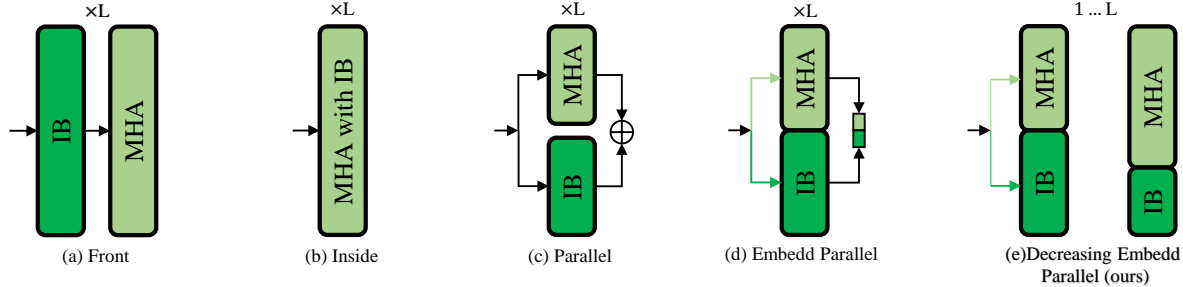 ×L
IB
MHA
(a) Front
×L
MHA with IB
(b) Inside
×L
MHA
IB
(c) Parallel
×L
MHA
IB
(d) Embedd Parallel
1 ... L
MHA
IB
MHA
IB
(e)Decreasing Embedd
Parallel (ours)